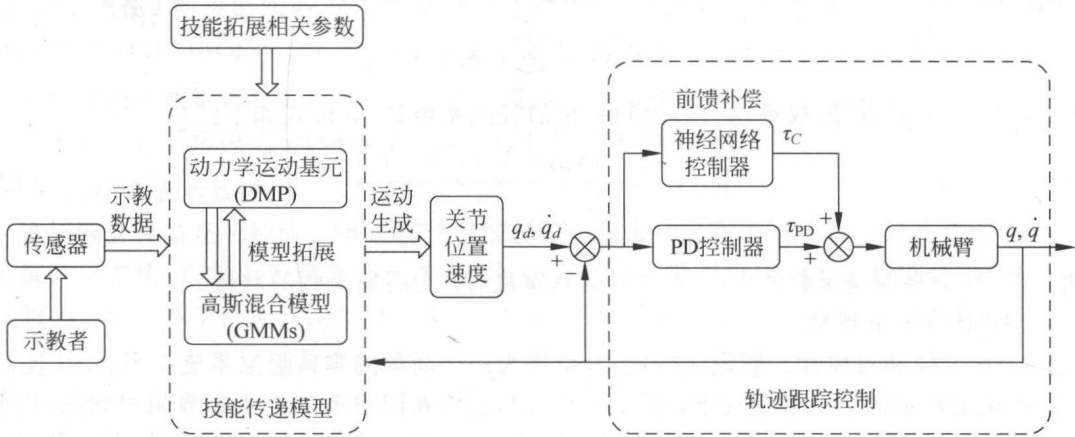 技能拓展相关参数
前馈补偿
神经网络
控制器
τ_C
动力学运动基元
(DMP)
示教
数据
运动
生成
关节
位置
速度
q_d, q̇_d
τ_PD
+
q, q̇
传感器
模型拓展
+
−
PD控制器
+
机械臂
高斯混合模型
(GMMs)
示教者
技能传递模型
轨迹跟踪控制